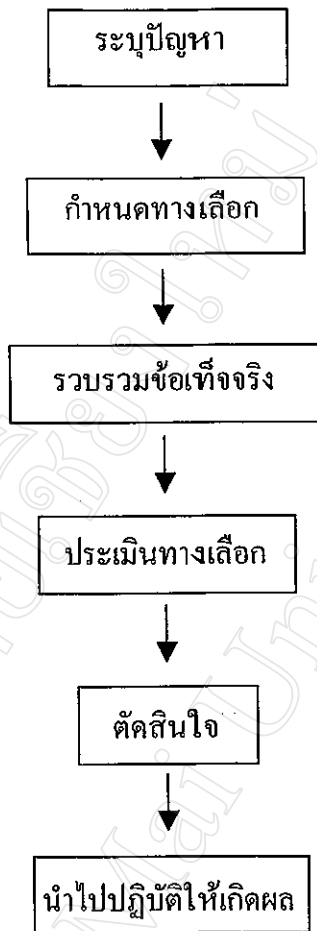 ระบุปัญหา
กำหนดทางเลือก
รวบรวมข้อเท็จจริง
ประเมินทางเลือก
ตัดสินใจ
นำไปปฏิบัติให้เกิดผล
Mai Uni